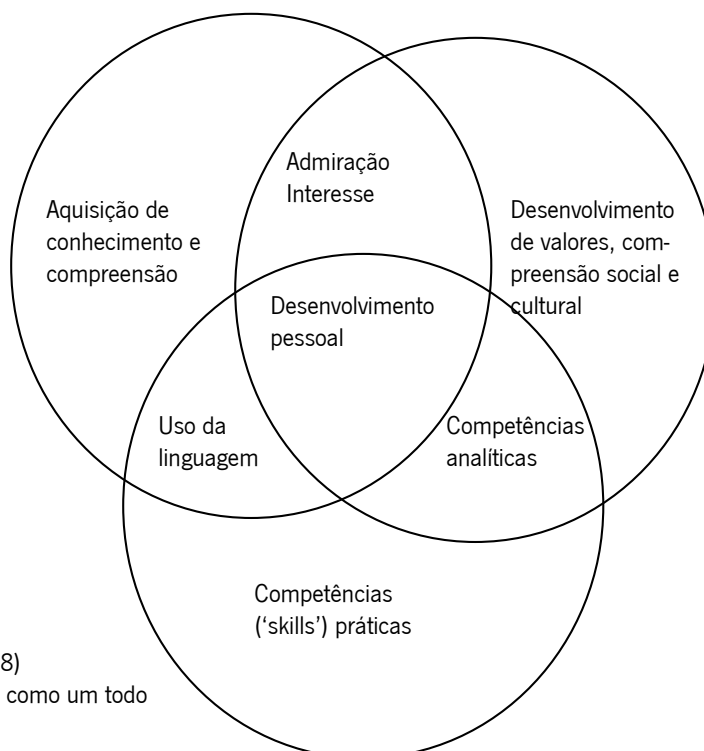 Admiração
Interesse
Aquisição de
conhecimento e
compreensão
Desenvolvimento
de valores, com-
preensão social e
cultural
Desenvolvimento
pessoal
Uso da
linguagem
Competências
analíticas
Competências
(‘skills’) práticas
8)
como um todo